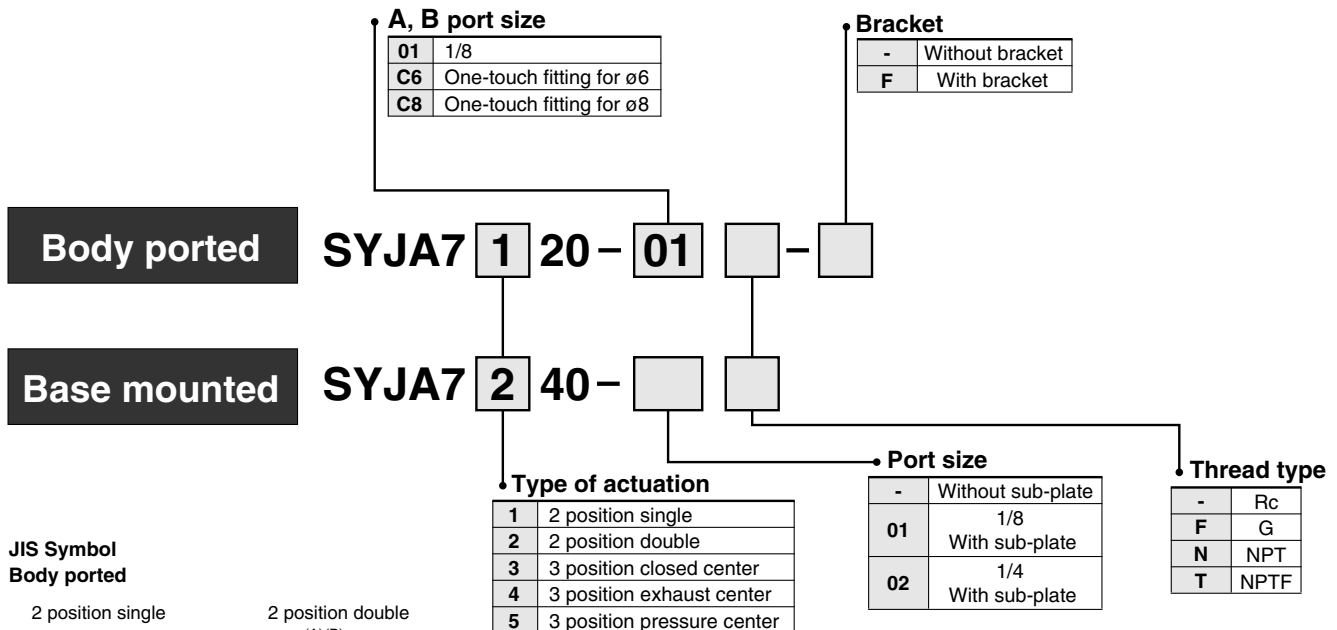 A, B port size
01 1/8
C6 One-touch fitting for ø6
C8 One-touch fitting for ø8
Bracket
- Without bracket
F With bracket
Body ported SYJA7 1 20 – 01 –
Base mounted SYJA7 2 40 –
Type of actuation
1 2 position single
2 2 position double
3 3 position closed center
4 3 position exhaust center
5 3 position pressure center
Port size
- Without sub-plate
01 1/8
With sub-plate
02 1/4
With sub-plate
Thread type
- Rc
F G
N NPT
T NPTF
JIS Symbol
Body ported
2 position single 2 position double